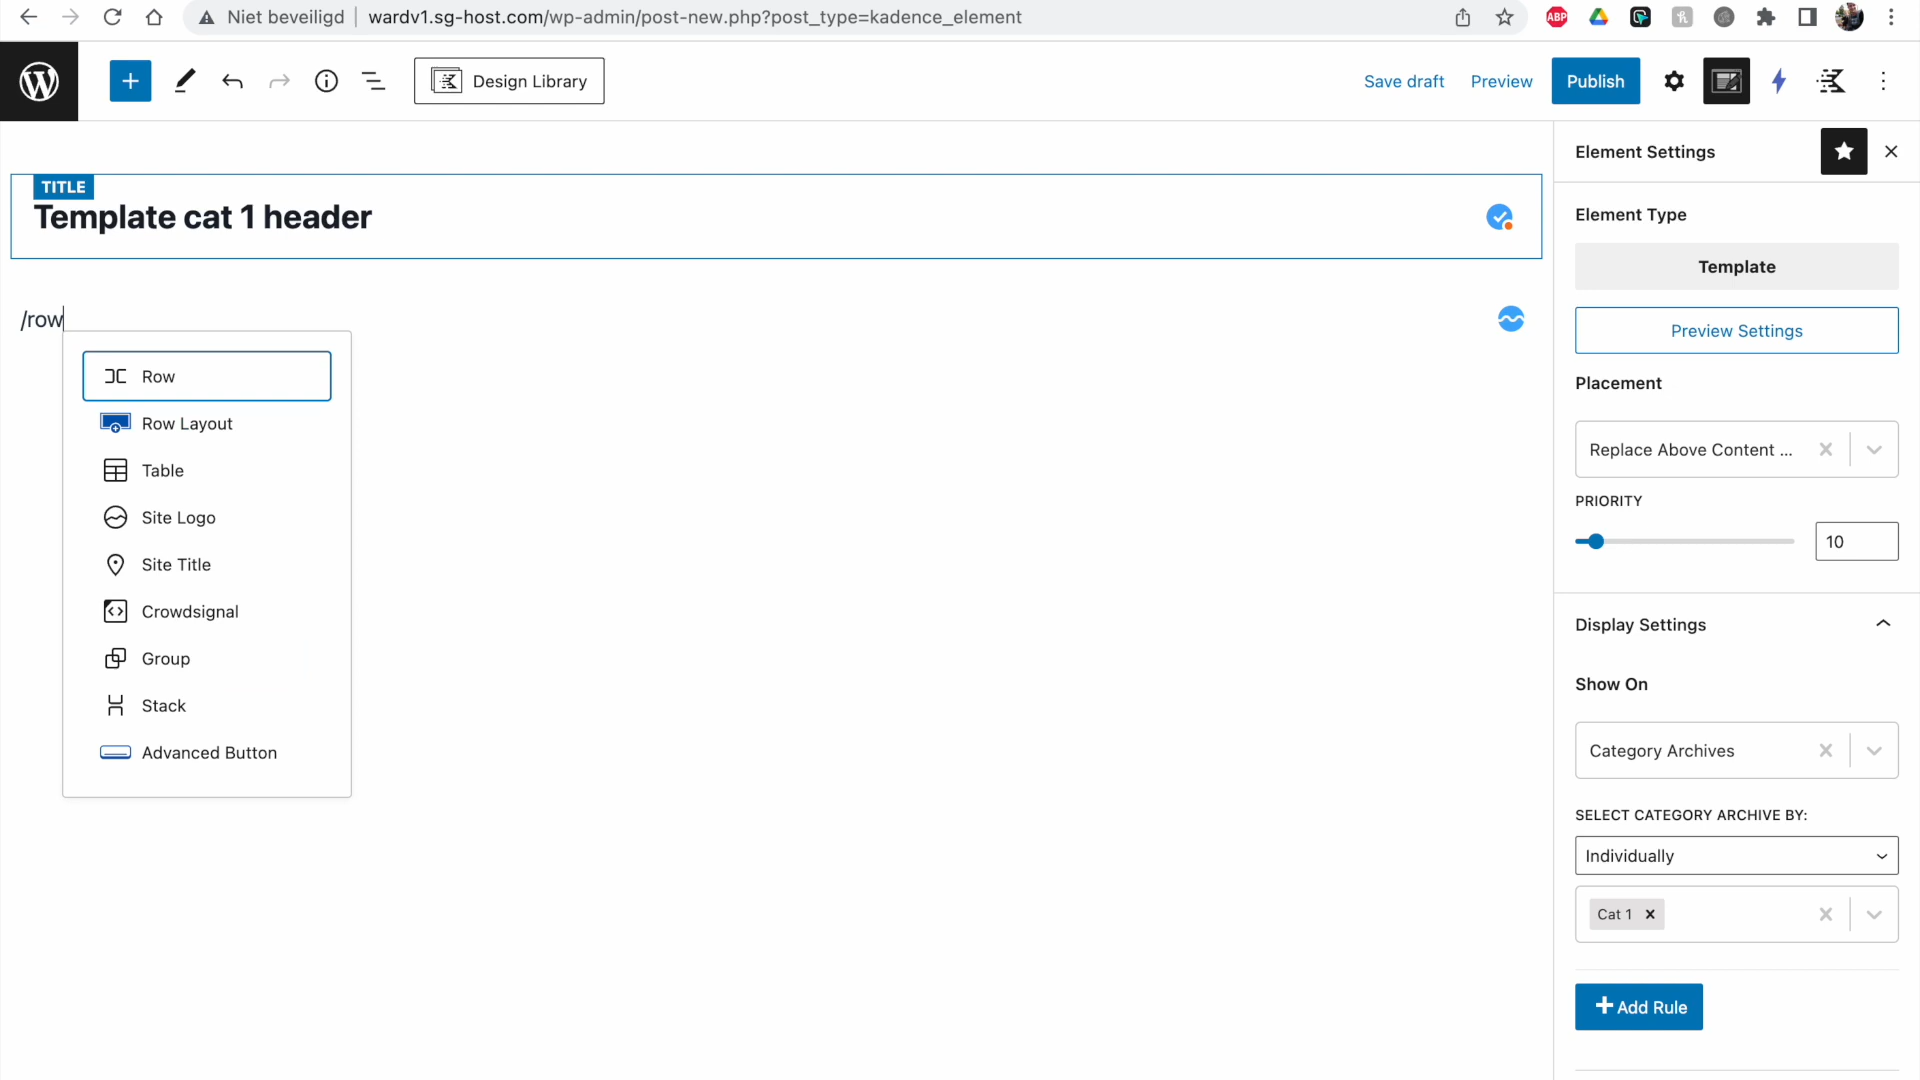 Niet beveiligd
wardv1.sg-host.com/wp-admin/post-new.php?post_type=kadence_element
ABP
Design Library
Save draft
Preview
Publish
TITLE
Template cat 1 header
/row
Row
Row Layout
Table
Site Logo
Site Title
Crowdsignal
Group
Stack
Advanced Button
Element Settings
Element Type
Template
Preview Settings
Placement
Replace Above Content ...
PRIORITY
10
Display Settings
Show On
Category Archives
SELECT CATEGORY ARCHIVE BY:
Individually
Cat 1
Add Rule